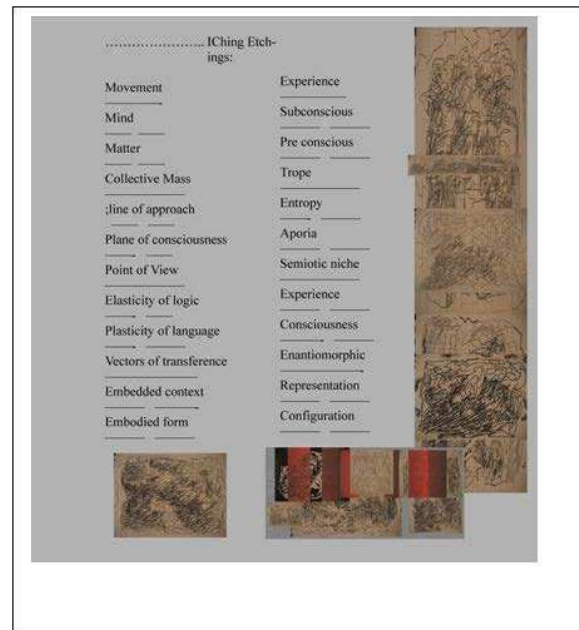 ..................... IChing Etch-
ings:
Movement
Mind
Matter
Collective Mass
;line of approach
Plane of consciousness
Point of View
Elasticity of logic
Plasticity of language
Vectors of transference
Embedded context
Embodied form
Experience
Subconscious
Pre conscious
Trope
Entropy
Aporia
Semiotic niche
Experience
Consciousness
Enantiomorphic
Representation
Configuration